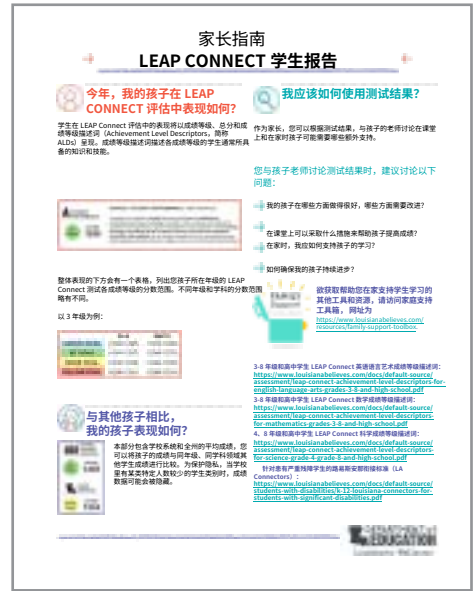 家长指南
LEAP CONNECT 学生报告
今年，我的孩子在 LEAP
CONNECT 评估中表现如何?
学生在 LEAP Connect 评估中的表现将以成绩等级、总分和成
绩等级描述词（Achievement Level Descriptors，简称
ALDs）呈现。成绩等级描述词描述各成绩等级的学生通常所具
备的知识和技能。
整体表现的下方会有一个表格，列出您所在年级的 LEAP
Connect 测试各成绩等级的分数范围。不同年级和学科的分数范围
略有不同。
以 3 年级为例：
与其他孩子相比，
我的孩子表现如何?
本部分包含学校系统和全州的平均成绩，您
可以将孩子的成绩与同年级、同学科领域其
他学生成绩进行比较。为保护隐私，当学校
里有某类特定人数较少的学生类别时，成绩
数据可能会被隐藏。
我应该如何使用测试结果?
作为家长，您可以根据测试结果，与孩子的老师讨论在课堂
上和在家时孩子可能需要哪些额外支持。
您与孩子老师讨论测试结果时，建议讨论以下
问题：
我的孩子在哪些方面做得很好，哪些方面需要改进?
在课堂上可以采取什么措施来帮助孩子提高成绩?
在家时，我应如何支持孩子的学习?
如何确保我的孩子持续进步?
FAMILY
欲获取帮助您在家支持学生学习的
其他工具和资源，请访问家庭支持
工具箱， 网址为
https://www.louisianabelieves.com/
resources/family-support-toolbox.
3-8 年级和高中学生 LEAP Connect 英语语言艺术成绩等级描述词：
https://www.louisianabelieves.com/docs/default-source/
assessment/leap-connect-achievement-level-descriptors-for-
english-language-arts-grades-3-8-and-high-school.pdf
3-8 年级和高中学生 LEAP Connect 数学成绩等级描述词：
https://www.louisianabelieves.com/docs/default-source/
assessment/leap-connect-achievement-level-descriptors-
for-mathematics-grades-3-8-and-high-school.pdf
4、8 年级和高中学生 LEAP Connect 科学成绩等级描述词：
https://www.louisianabelieves.com/docs/default-source/
assessment/leap-connect-achievement-level-descriptors-
for-science-grade-4-grade-8-and-high-school.pdf
针对患有严重残障学生的路易斯安那衔接标准（LA
Connectors）：
https://www.louisianabelieves.com/docs/default-source/
students-with-disabilities/k-12-louisiana-connectors-for-
students-with-significant-disabilities.pdf
DEPARTMENT of
EDUCATION
Louisiana Believes